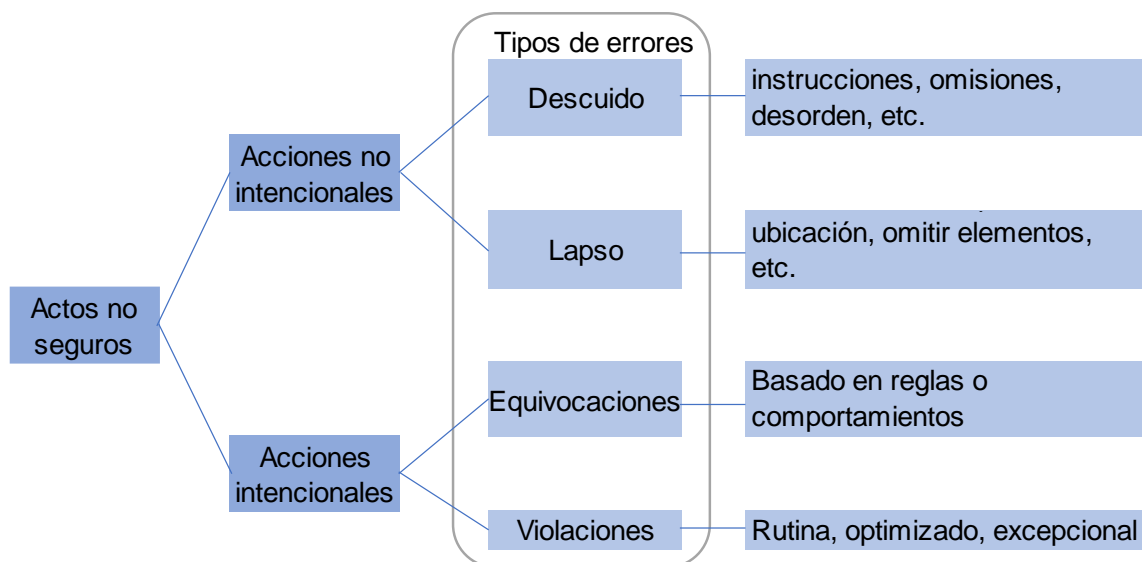 Tipos de errores
Descuido
instrucciones, omisiones,
desorden, etc.
Acciones no
intencionales
Lapso
ubicación, omitir elementos,
etc.
Actos no
seguros
Equivocaciones
Basado en reglas o
comportamientos
Acciones
intencionales
Violaciones
Rutina, optimizado, excepcional